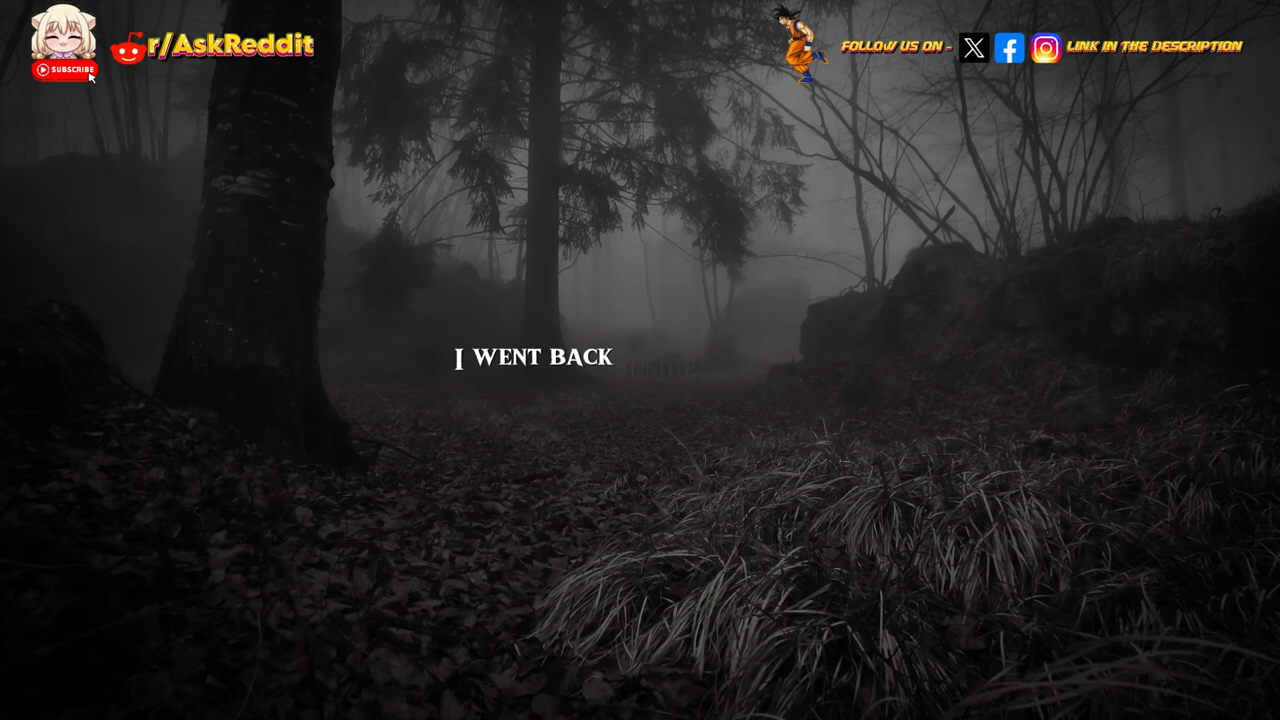 r/AskReddit
SUBSCRIBE
FOLLOW US ON -
LINK IN THE DESCRIPTION
I WENT BACK